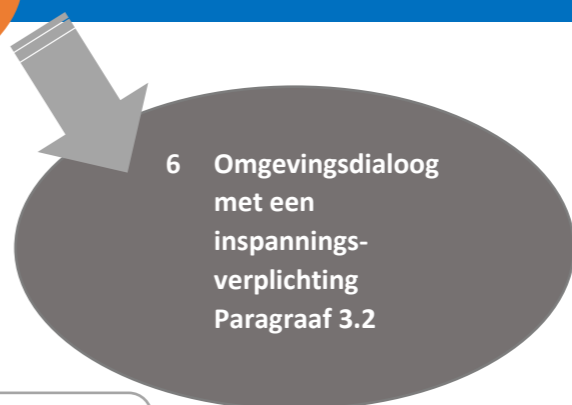 6 Omgevingsdialoog
met een
inspannings-
verplichting
Paragraaf 3.2